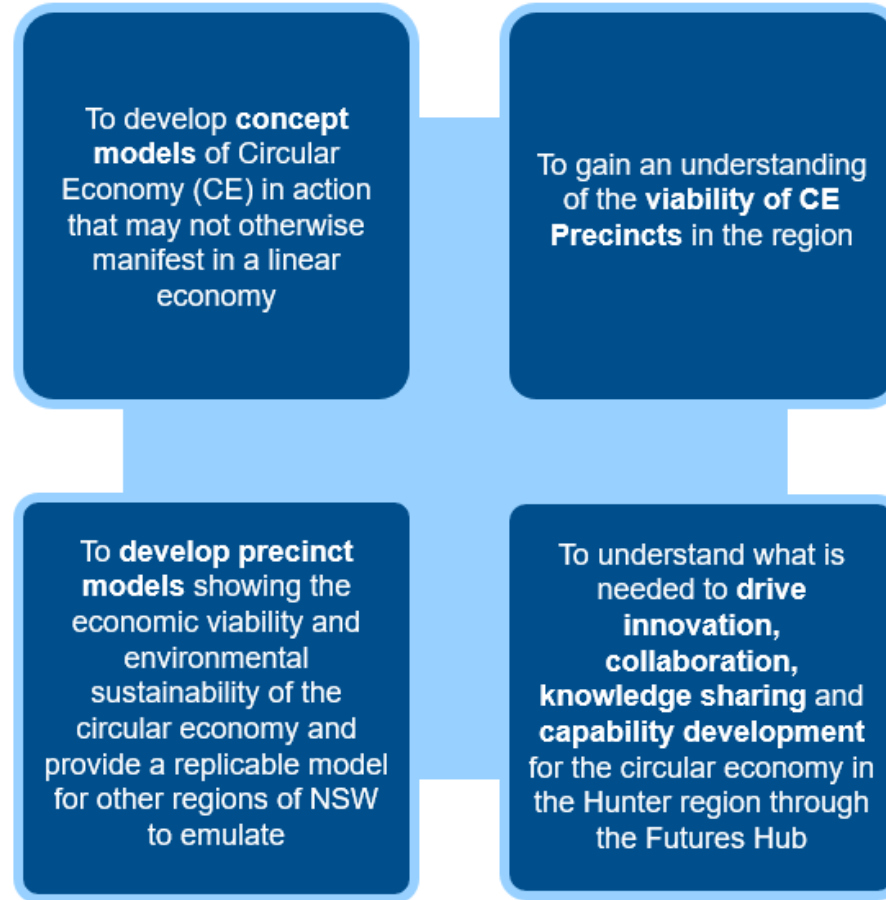 To develop concept
models of Circular
Economy (CE) in action
that may not otherwise
manifest in a linear
economy
To gain an understanding
of the viability of CE
Precincts in the region
To develop precinct
models showing the
economic viability and
environmental
sustainability of the
circular economy and
provide a replicable model
for other regions of NSW
to emulate
To understand what is
needed to drive
innovation,
collaboration,
knowledge sharing and
capability development
for the circular economy in
the Hunter region through
the Futures Hub